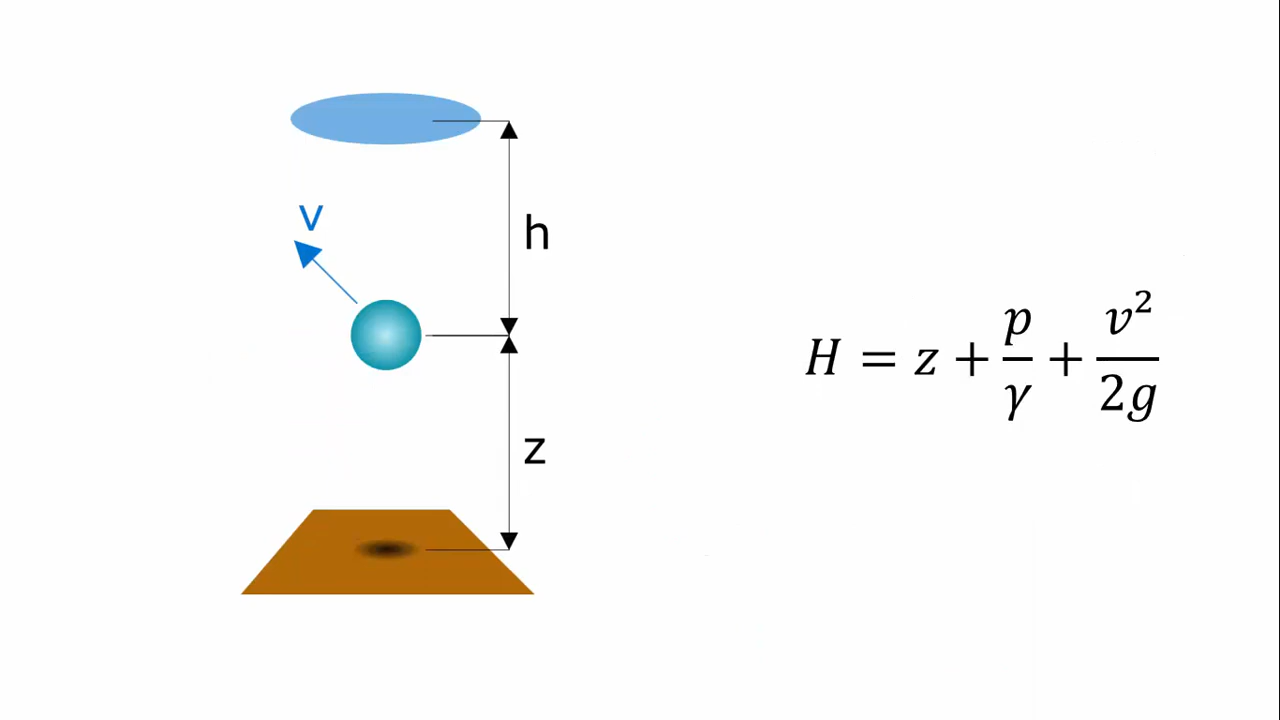 v
h
H = z + p/γ + v²/2g
z